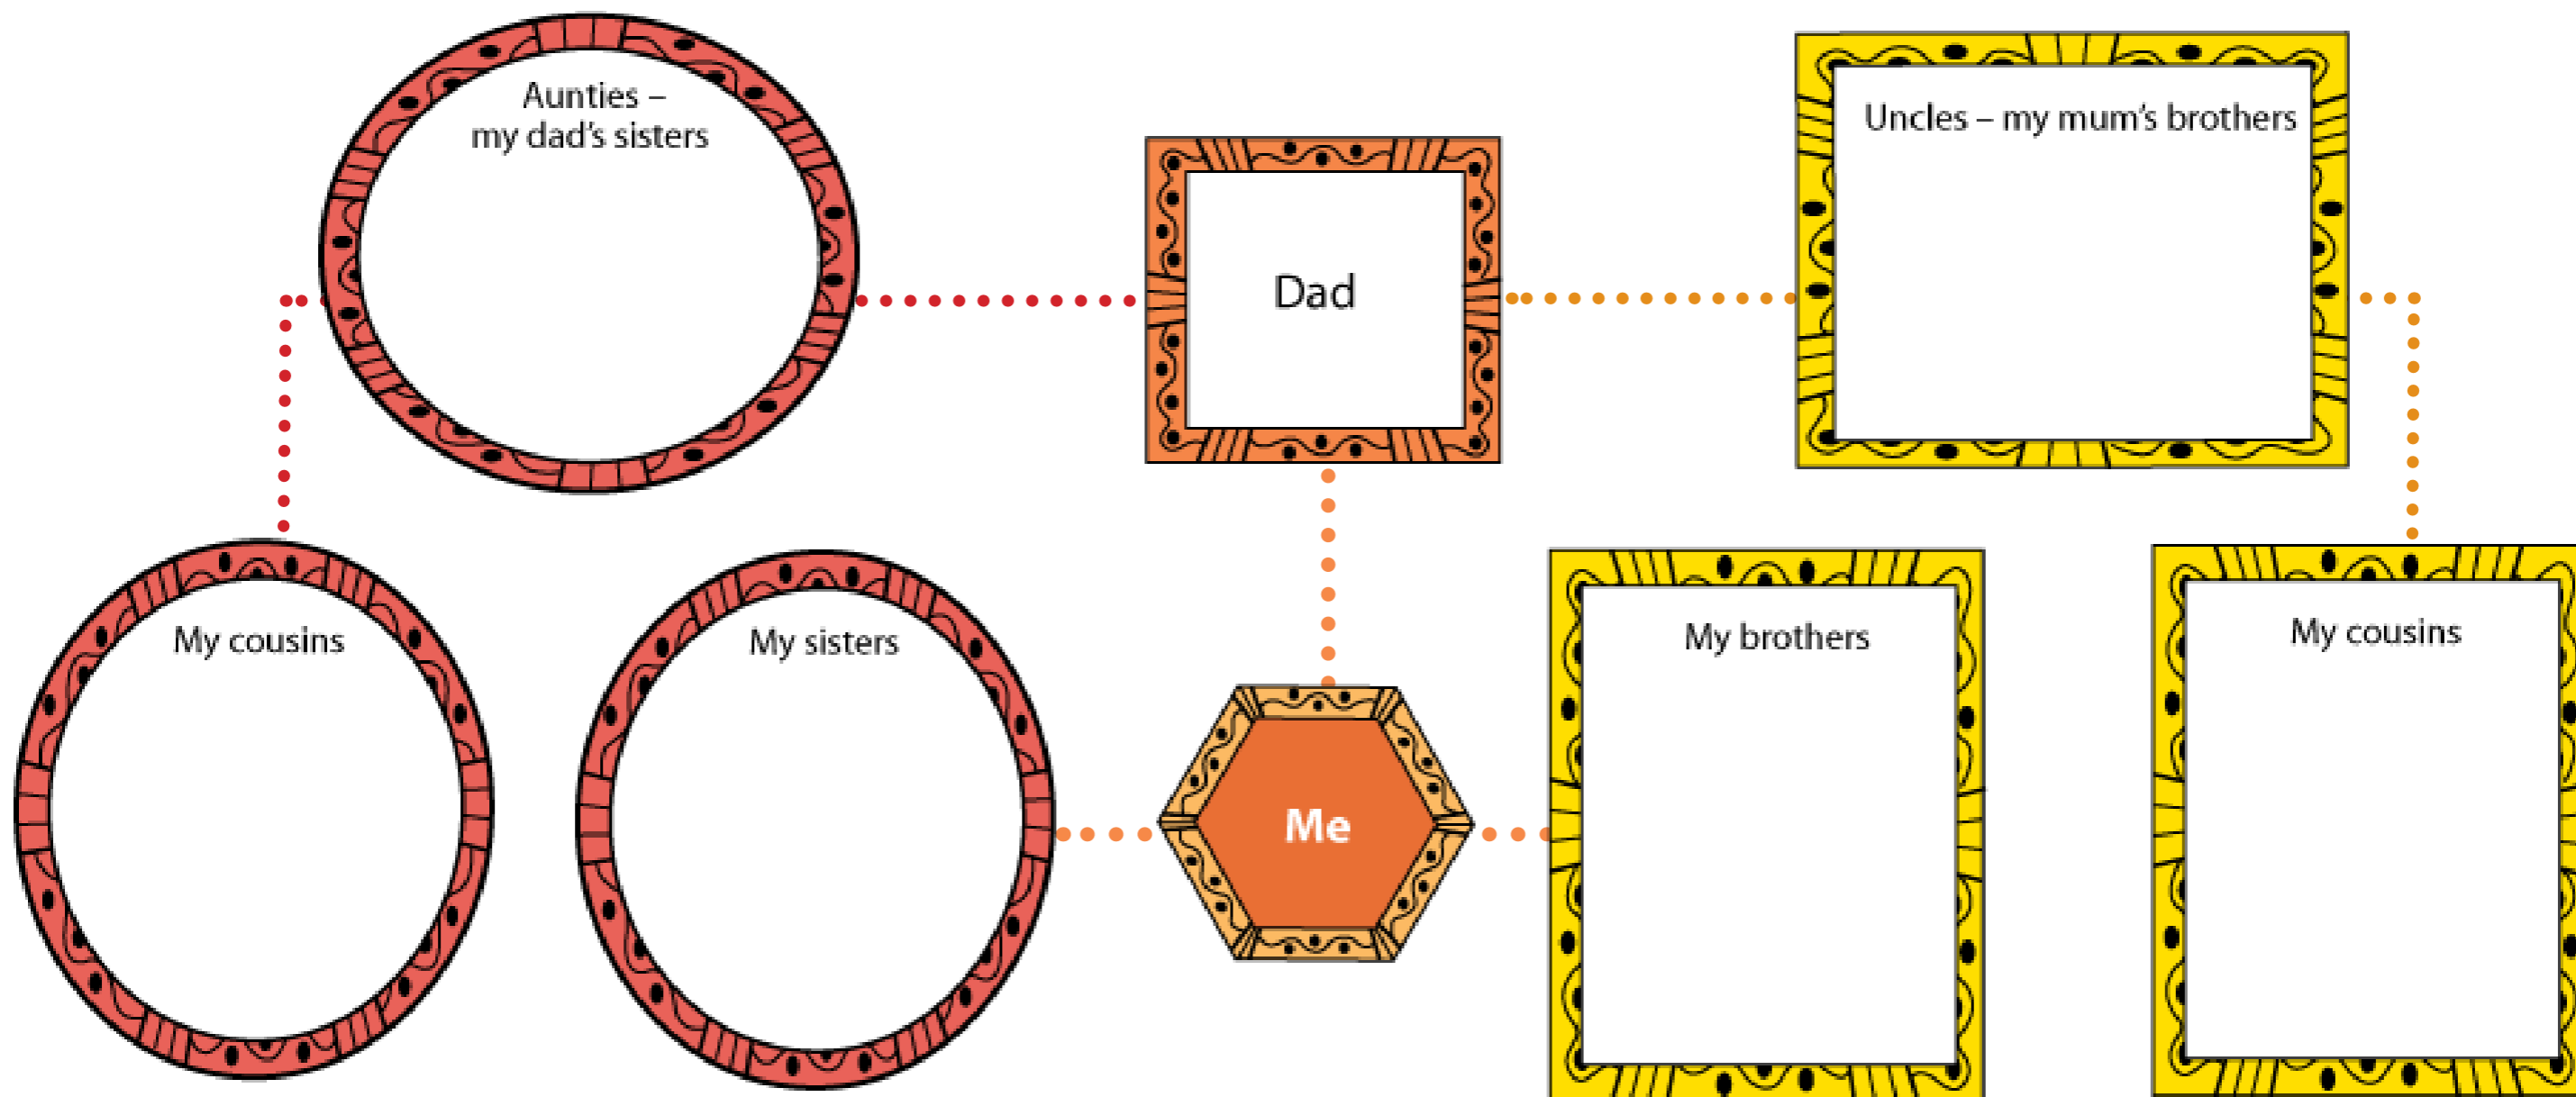 Aunties –
my dad's sisters
Dad
Uncles – my mum's brothers
My cousins
My sisters
Me
My brothers
My cousins